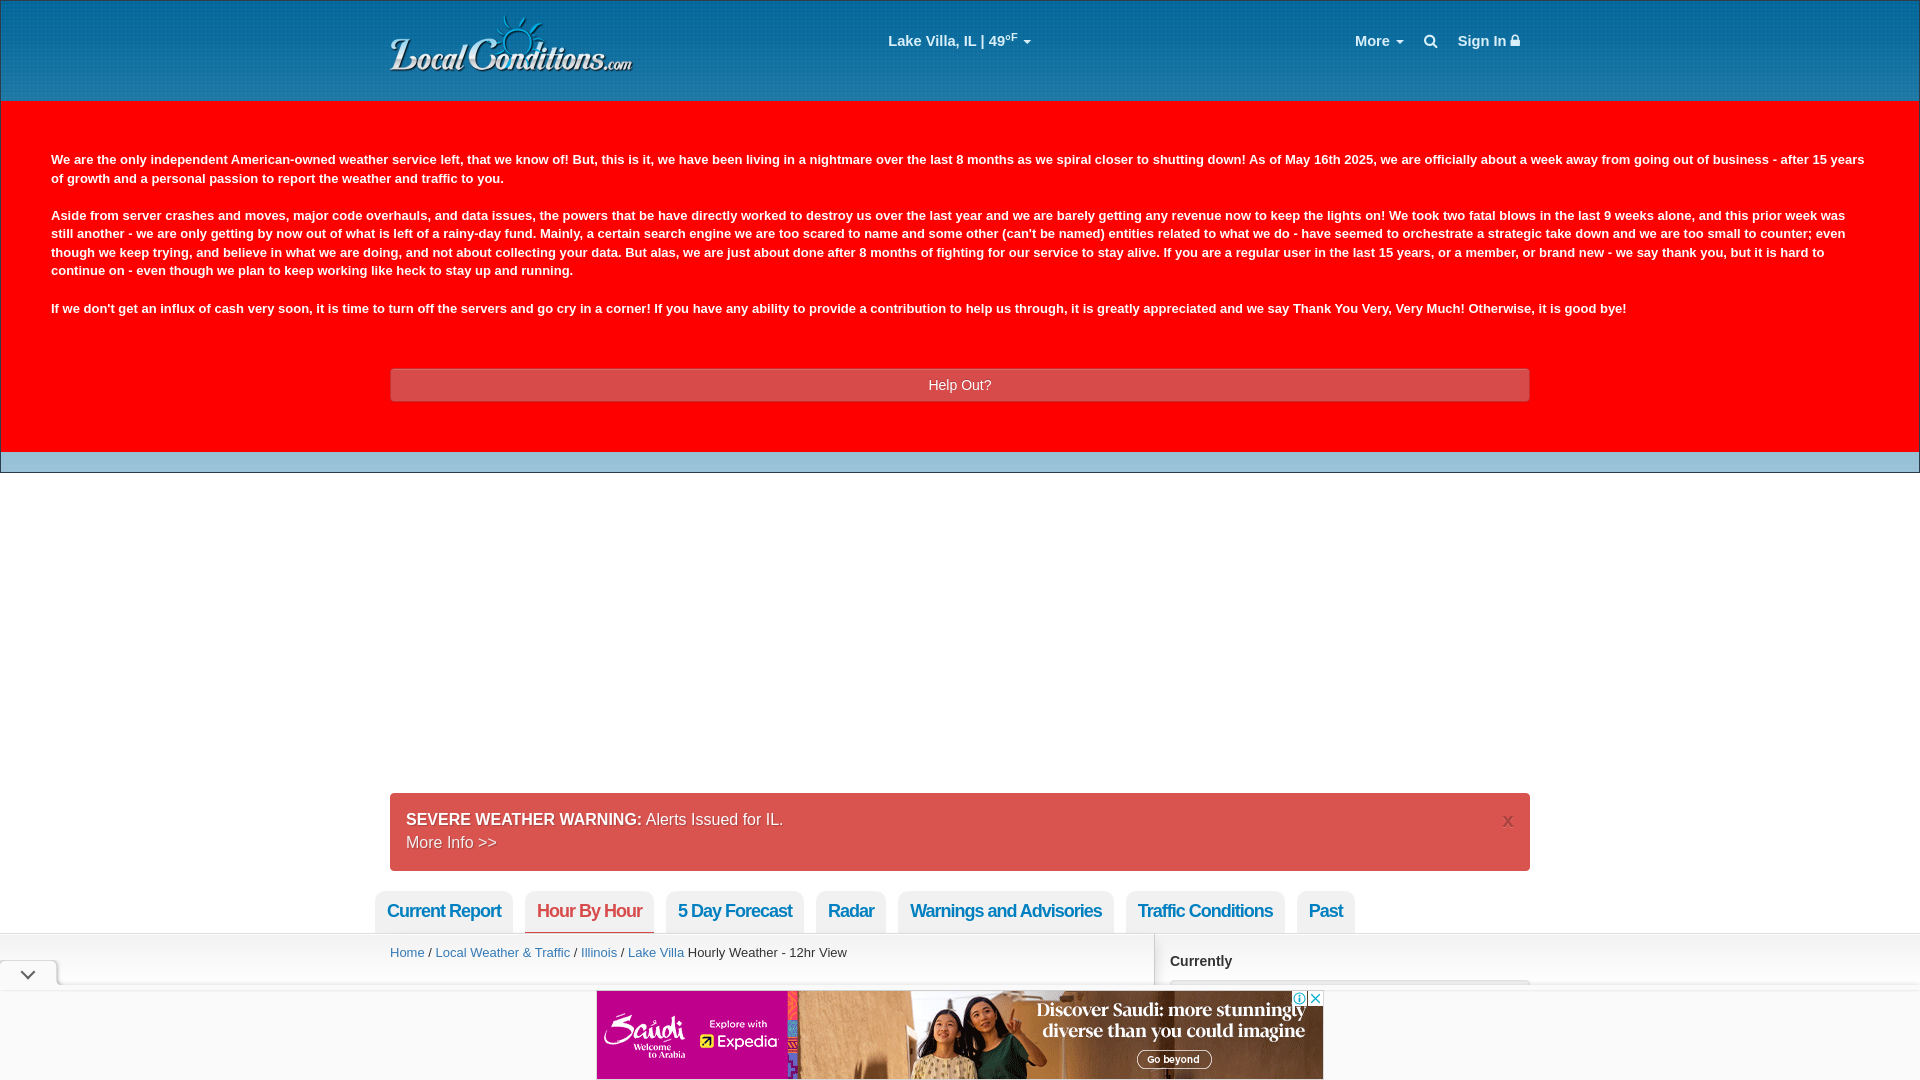 LocalConditions.com
Lake Villa, IL | 49°F
More
Sign In
We are the only independent American-owned weather service left, that we know of! But, this is it, we have been living in a nightmare over the last 8 months as we spiral closer to shutting down! As of May 16th 2025, we are officially about a week away from going out of business - after 15 years
of growth and a personal passion to report the weather and traffic to you.
Aside from server crashes and moves, major code overhauls, and data issues, the powers that be have directly worked to destroy us over the last year and we are barely getting any revenue now to keep the lights on! We took two fatal blows in the last 9 weeks alone, and this prior week was
still another - we are only getting by now out of what is left of a rainy-day fund. Mainly, a certain search engine we are too scared to name and some other (can't be named) entities related to what we do - have seemed to orchestrate a strategic take down and we are too small to counter; even
though we keep trying, and believe in what we are doing, and not about collecting your data. But alas, we are just about done after 8 months of fighting for our service to stay alive. If you are a regular user in the last 15 years, or a member, or brand new - we say thank you, but it is hard to
continue on - even though we plan to keep working like heck to stay up and running.
If we don't get an influx of cash very soon, it is time to turn off the servers and go cry in a corner! If you have any ability to provide a contribution to help us through, it is greatly appreciated and we say Thank You Very, Very Much! Otherwise, it is good bye!
Help Out?
SEVERE WEATHER WARNING: Alerts Issued for IL.
x
More Info >>
Current Report
Hour By Hour
5 Day Forecast
Radar
Warnings and Advisories
Traffic Conditions
Past
Home / Local Weather & Traffic / Illinois / Lake Villa Hourly Weather - 12hr View
Currently
Saudi
Welcome
to Arabia
Explore with
Expedia
Discover Saudi: more stunningly
diverse than you could imagine
Go beyond